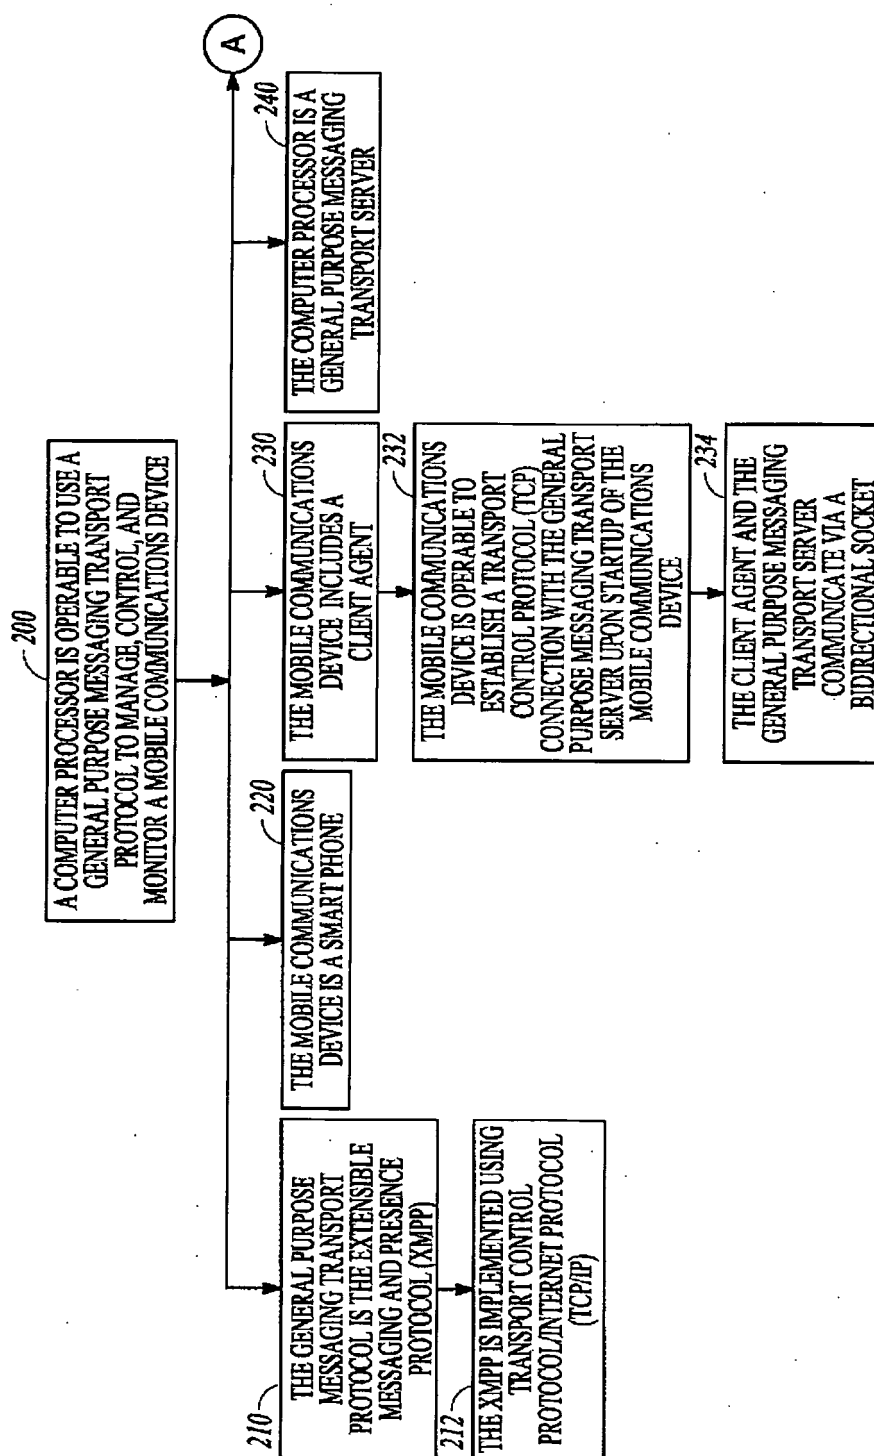 200
A COMPUTER PROCESSOR IS OPERABLE TO USE A
GENERAL PURPOSE MESSAGING TRANSPORT
PROTOCOL TO MANAGE, CONTROL, AND
MONITOR A MOBILE COMMUNICATIONS DEVICE
A
210
THE GENERAL PURPOSE
MESSAGING TRANSPORT
PROTOCOL IS THE EXTENSIBLE
MESSAGING AND PRESENCE
PROTOCOL (XMPP)
212
THE XMPP IS IMPLEMENTED USING
TRANSPORT CONTROL
PROTOCOL/INTERNET PROTOCOL
(TCP/IP)
220
THE MOBILE COMMUNICATIONS
DEVICE IS A SMART PHONE
230
THE MOBILE COMMUNICATIONS
DEVICE INCLUDES A
CLIENT AGENT
232
THE MOBILE COMMUNICATIONS
DEVICE IS OPERABLE TO
ESTABLISH A TRANSPORT
CONTROL PROTOCOL (TCP)
CONNECTION WITH THE GENERAL
PURPOSE MESSAGING TRANSPORT
SERVER UPON STARTUP OF THE
MOBILE COMMUNICATIONS
DEVICE
234
THE CLIENT AGENT AND THE
GENERAL PURPOSE MESSAGING
TRANSPORT SERVER
COMMUNICATE VIA A
BIDIRECTIONAL SOCKET
240
THE COMPUTER PROCESSOR IS A
GENERAL PURPOSE MESSAGING
TRANSPORT SERVER